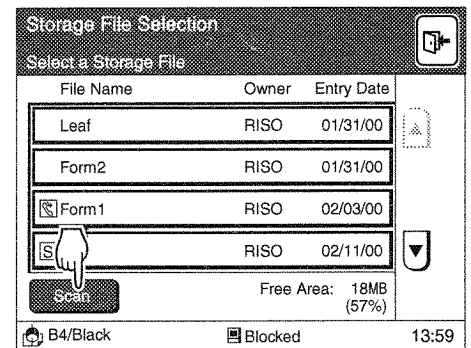 Storage File Selection
Select a Storage File
File Name Owner Entry Date
Leaf RISO 01/31/00
Form2 RISO 01/31/00
Form1 RISO 02/03/00
S RISO 02/11/00
Scan Free Area: 18MB
(57%)
B4/Black Blocked 13:59